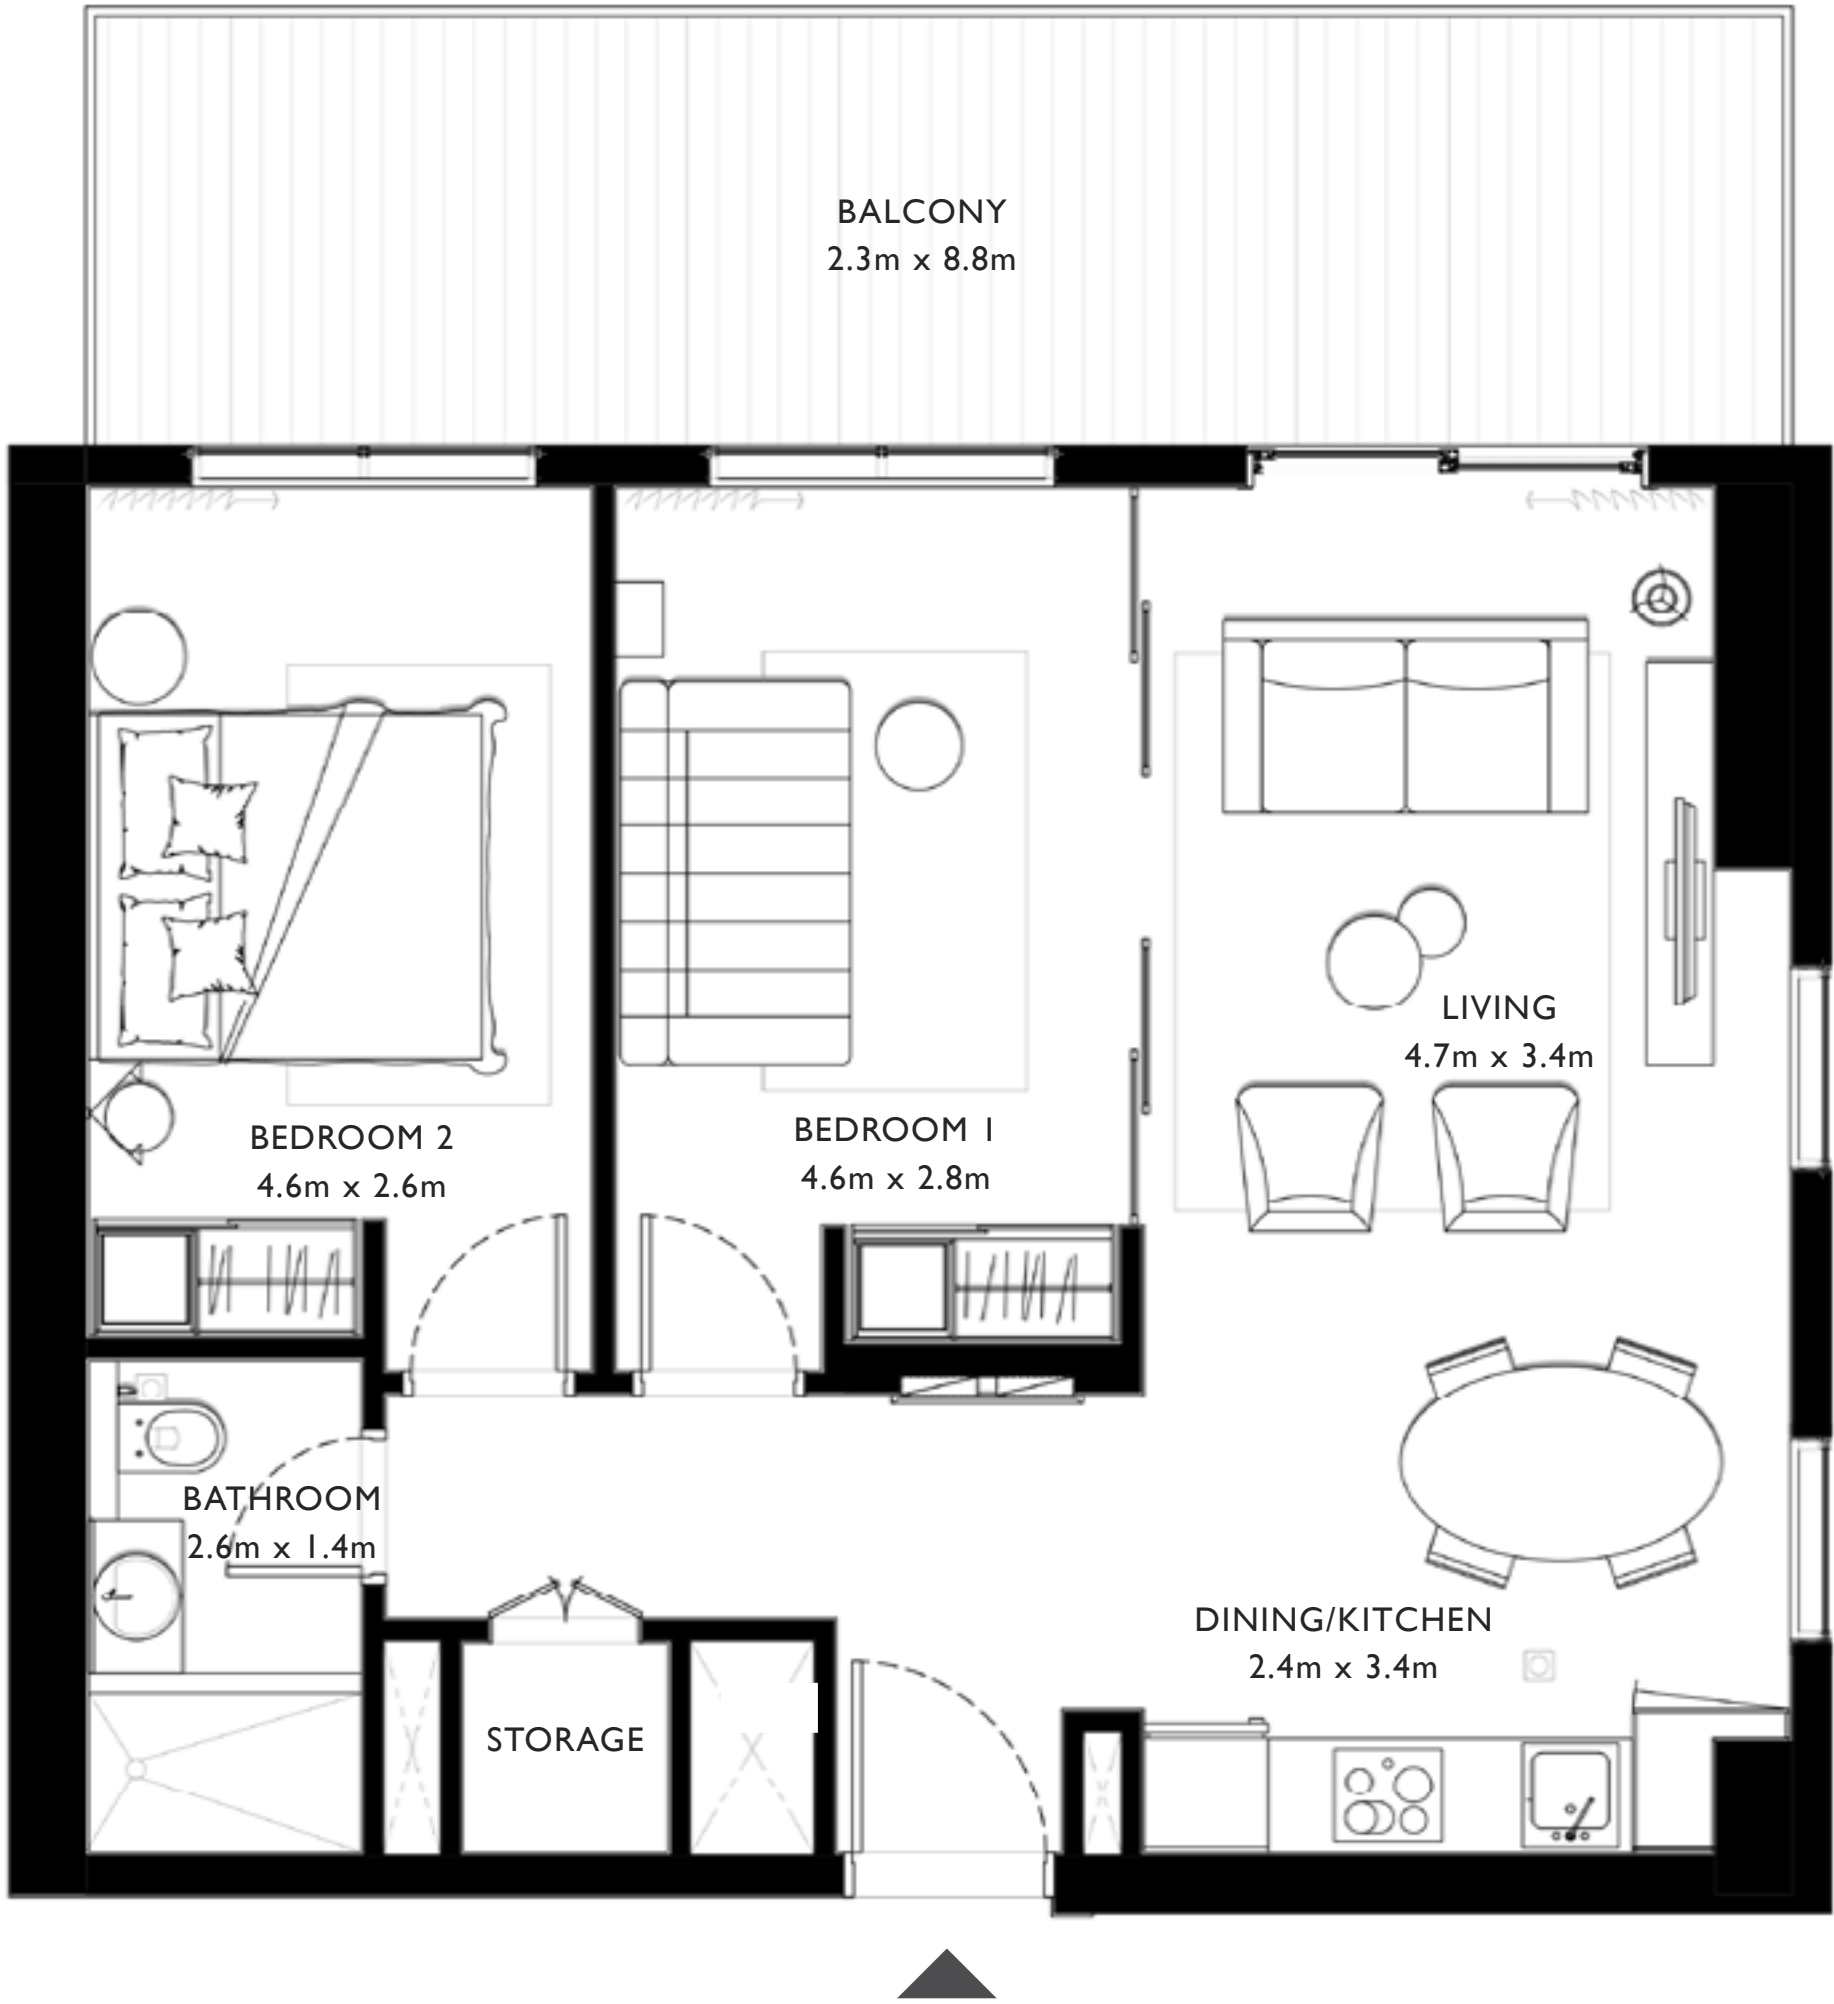 BALCONY
2.3m x 8.8m
LIVING
4.7m x 3.4m
BEDROOM 2
4.6m x 2.6m
BEDROOM 1
4.6m x 2.8m
BATHROOM
2.6m x 1.4m
DINING/KITCHEN
2.4m x 3.4m
STORAGE